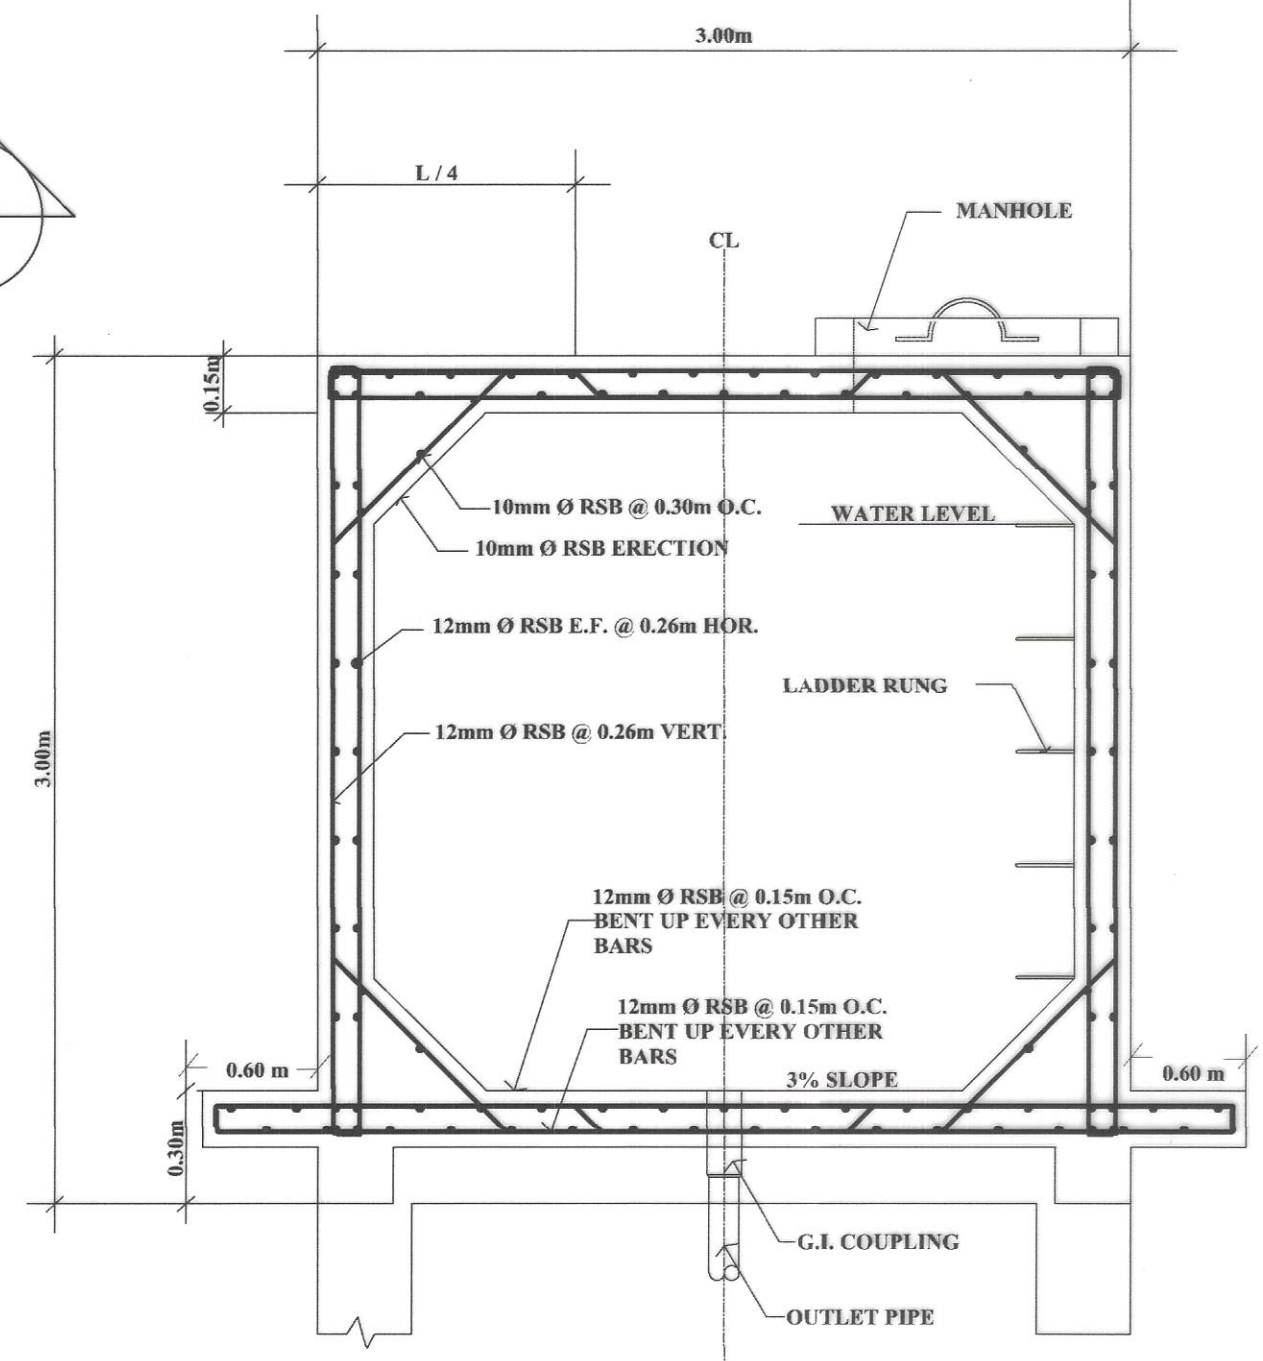 3.00m
L / 4
MANHOLE
CL
0.15m
10mm Ø RSB @ 0.30m O.C.
WATER LEVEL
10mm Ø RSB ERECTION
12mm Ø RSB E.F. @ 0.26m HOR.
LADDER RUNG
12mm Ø RSB @ 0.26m VERT.
3.00m
12mm Ø RSB @ 0.15m O.C.
BENT UP EVERY OTHER
BARS
12mm Ø RSB @ 0.15m O.C.
BENT UP EVERY OTHER
BARS
0.60 m
3% SLOPE
0.60 m
0.30m
G.I. COUPLING
OUTLET PIPE